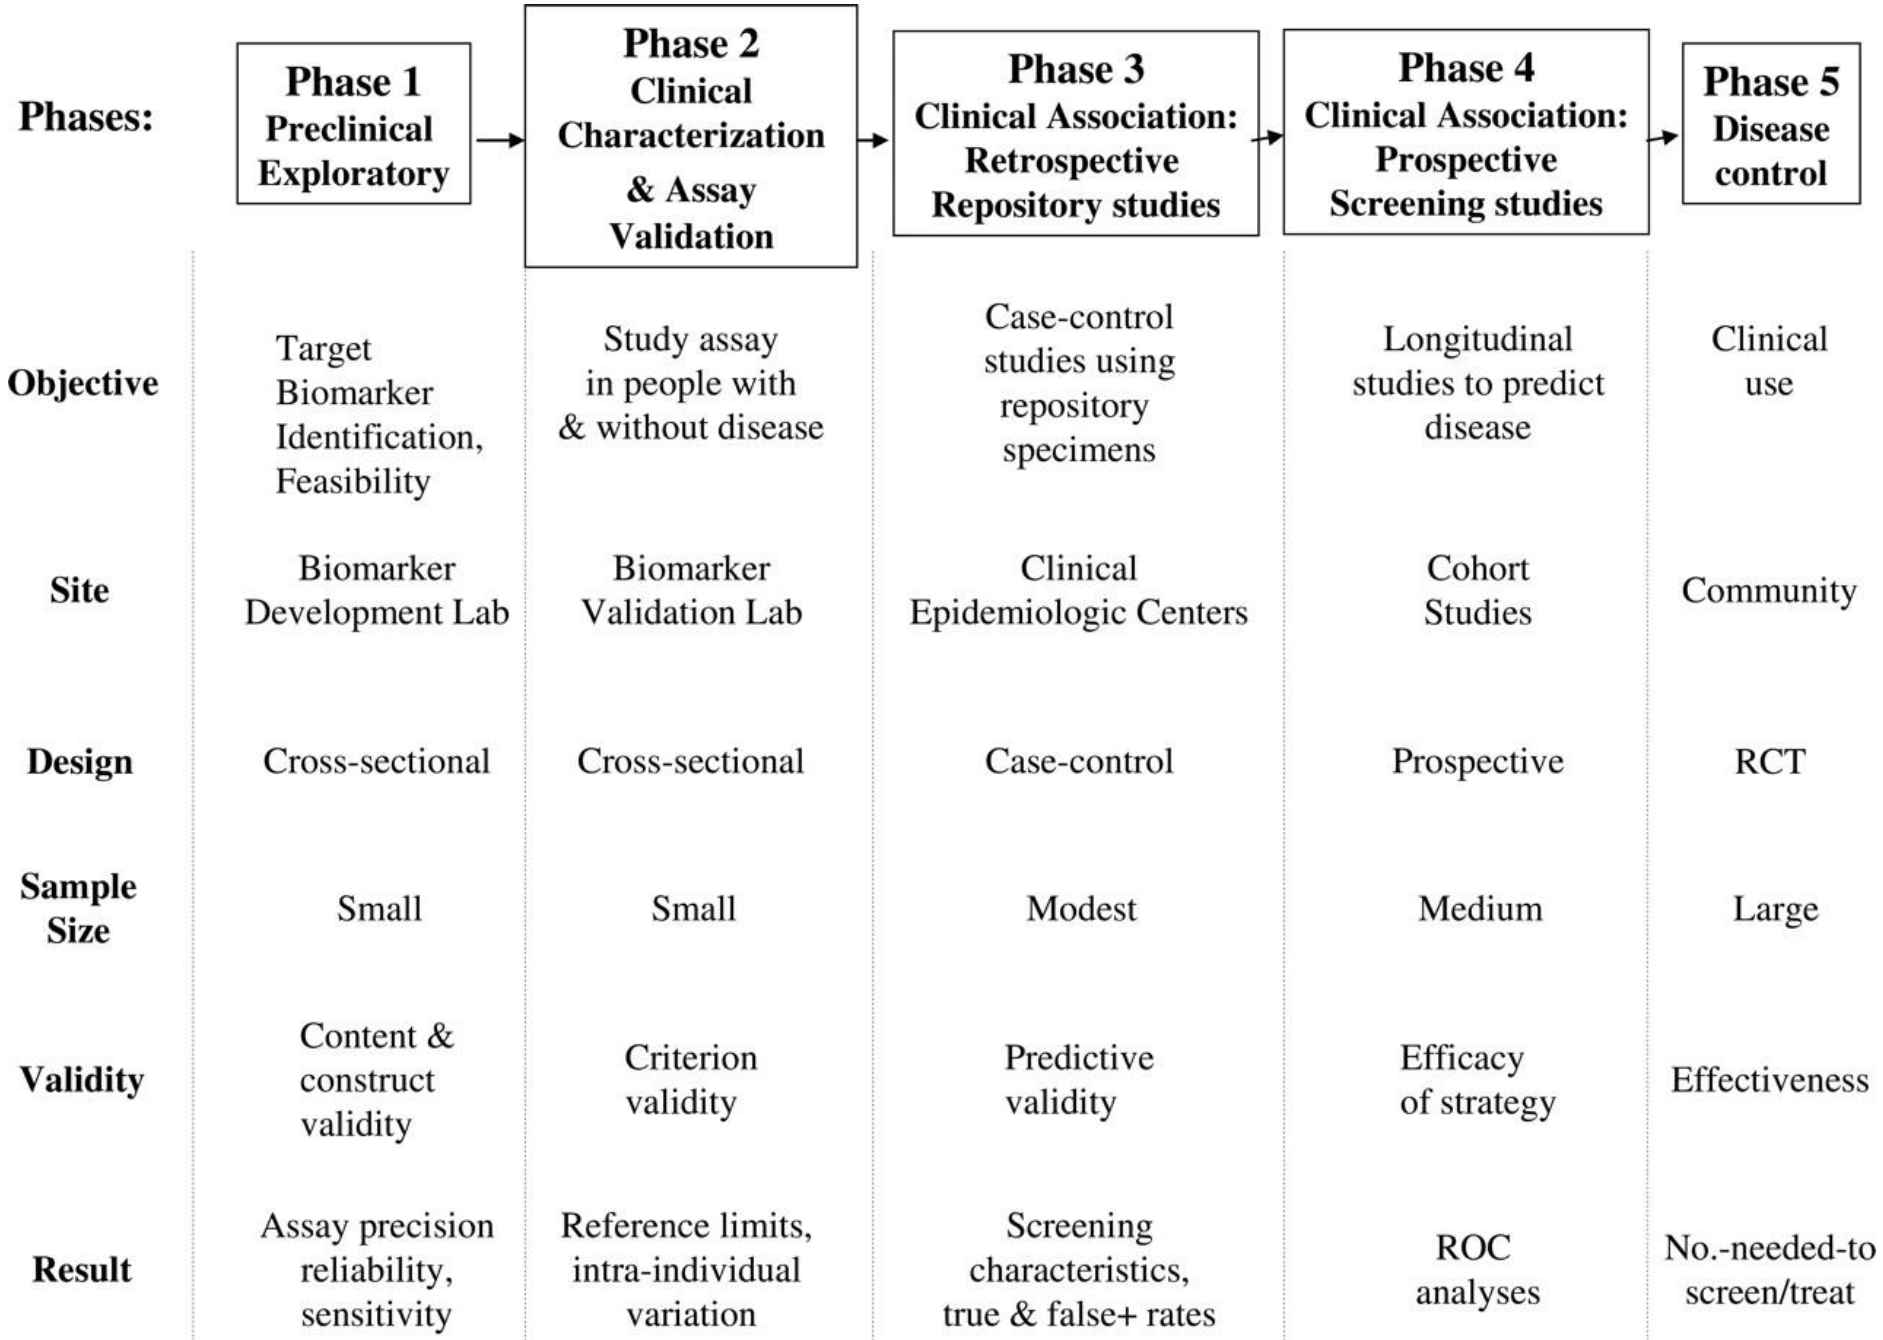 Phases:
Phase 1
Preclinical
Exploratory
Phase 2
Clinical
Characterization
& Assay
Validation
Phase 3
Clinical Association:
Retrospective
Repository studies
Phase 4
Clinical Association:
Prospective
Screening studies
Phase 5
Disease
control
Objective
Target
Biomarker
Identification,
Feasibility
Study assay
in people with
& without disease
Case-control
studies using
repository
specimens
Longitudinal
studies to predict
disease
Clinical
use
Site
Biomarker
Development Lab
Biomarker
Validation Lab
Clinical
Epidemiologic Centers
Cohort
Studies
Community
Design
Cross-sectional
Cross-sectional
Case-control
Prospective
RCT
Sample
Size
Small
Small
Modest
Medium
Large
Validity
Content &
construct
validity
Criterion
validity
Predictive
validity
Efficacy
of strategy
Effectiveness
Result
Assay precision
reliability,
sensitivity
Reference limits,
intra-individual
variation
Screening
characteristics,
true & false+ rates
ROC
analyses
No.-needed-to
screen/treat